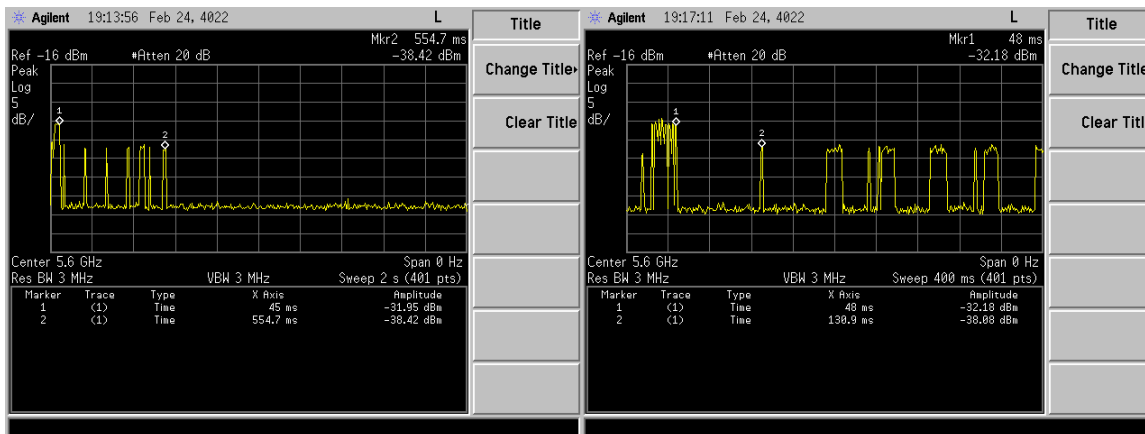 Agilent 19:13:56 Feb 24, 4022 L
Title
Mkr2 554.7 ms
Ref -16 dBm #Atten 20 dB -38.42 dBm
Peak
Log
5
dB/
1
2
Change Title
Clear Title
Center 5.6 GHz Span 0 Hz
Res BW 3 MHz VBW 3 MHz Sweep 2 s (401 pts)
Marker Trace Type X Axis Amplitude
1 (1) Time 45 ms -31.95 dBm
2 (1) Time 554.7 ms -38.42 dBm
Agilent 19:17:11 Feb 24, 4022 L
Title
Mkr1 48 ms
Ref -16 dBm #Atten 20 dB -32.18 dBm
Peak
Log
5
dB/
1
2
Change Title
Clear Titl
Center 5.6 GHz Span 0 Hz
Res BW 3 MHz VBW 3 MHz Sweep 400 ms (401 pts)
Marker Trace Type X Axis Amplitude
1 (1) Time 48 ms -32.18 dBm
2 (1) Time 130.9 ms -38.08 dBm